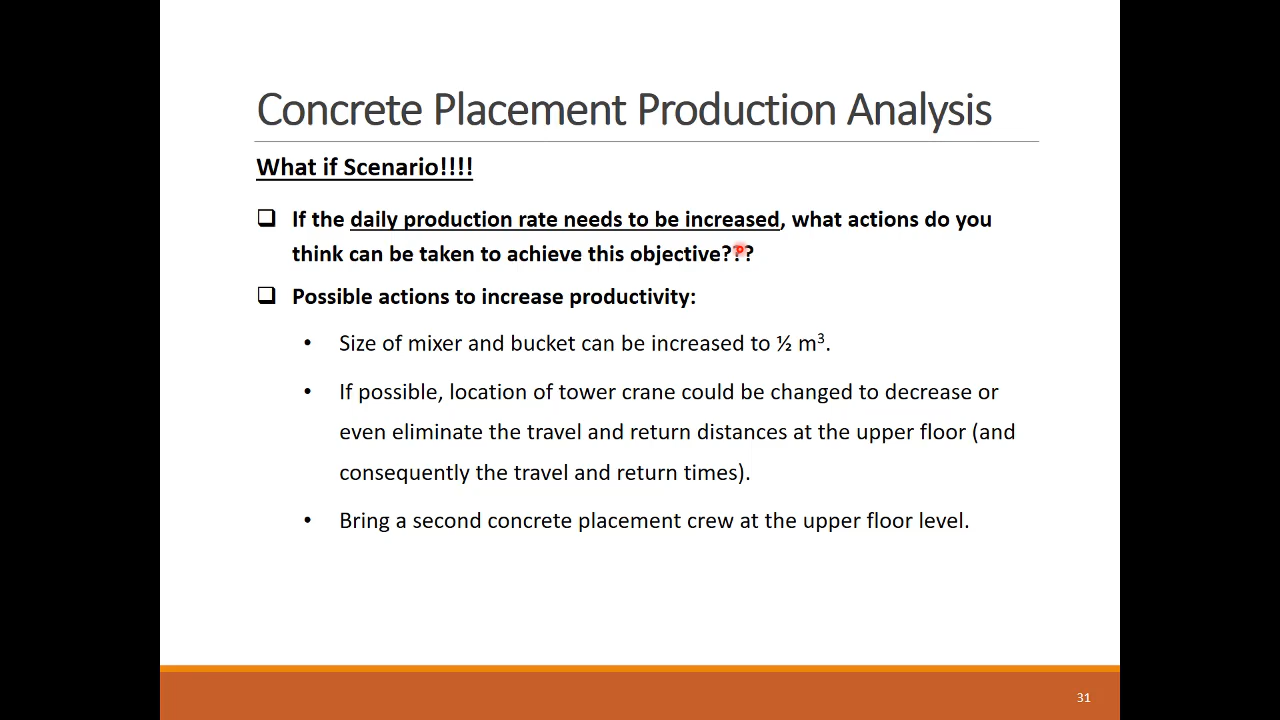 Concrete Placement Production Analysis
What if Scenario!!!!
❑ If the daily production rate needs to be increased, what actions do you
think can be taken to achieve this objective???
❑ Possible actions to increase productivity:
• Size of mixer and bucket can be increased to ½ m³.
• If possible, location of tower crane could be changed to decrease or
even eliminate the travel and return distances at the upper floor (and
consequently the travel and return times).
• Bring a second concrete placement crew at the upper floor level.
31